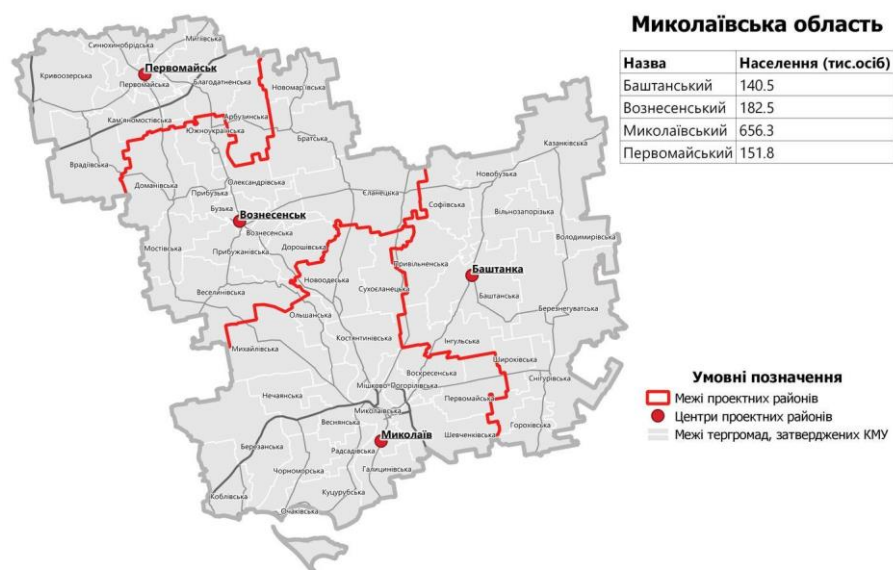 Миколаївська область
Назва Населення (тис.осіб)
Баштанський 140.5
Вознесенський 182.5
Миколаївський 656.3
Первомайський 151.8
Синюхинобрідська
Мигіївська
Первомайськ
Кривоозерська
Первомайська
Благодатненська
Новомар'ївська
Кам'яномостівська
Арбузинська
Южноукраїнська
Братська
Врадіївська
Казанківська
Доманівська
Олександрівська
Новобузька
Прибузька
Єланецька
Бузька
Софіївська
Вільнозапорізька
Вознесенськ
Вознесенська
Володимирівська
Мостівська
Прибужанівська
Дорошівська
Привільненська
Баштанка
Новоодеська
Сухоєланецька
Баштанська
Веселинівська
Березнегуватська
Ольшанська
Костянтинівська
Інгульська
Михайлівська
Широківська
Воскресенська
Снігурівська
Мішково-Погорілівська
Нечаянська
Первомайська
Миколаївська
Веснянська
Горохівська
Миколаїв
Шевченківська
Березанська
Радсадівська
Галицинівська
Чорноморська
Куцурубська
Коблівська
Очаківська
Умовні позначення
Межі проектних районів
Центри проектних районів
Межі тергромад, затверджених КМУ